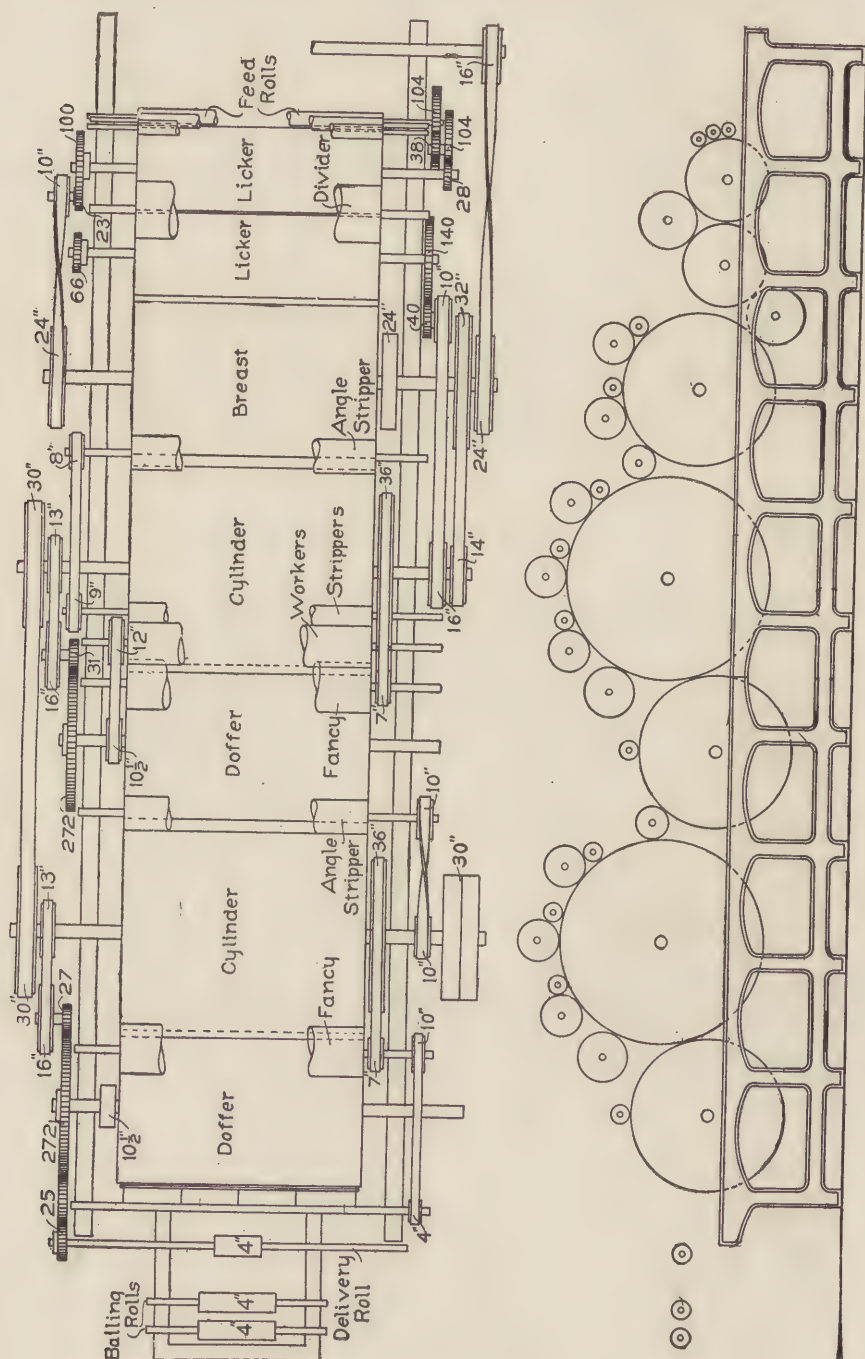 Feed
Rolls
100
10"
23
66
24"
Licker
Divider
Licker
104
38
104
28
16"
140
40
10"
32"
24"
24"
Breast
Angle
Stripper
8"
30"
13"
9"
16"
31
12"
Cylinder
Workers
Strippers
36"
16"
14"
7"
272
10½"
Doffer
Fancy
Angle
Stripper
10"
36"
10"
30"
13"
30"
16"
27
Cylinder
Fancy
7"
10"
272
10½"
Doffer
25
4"
4"
Delivery
Roll
Balling
Rolls
4"
4"